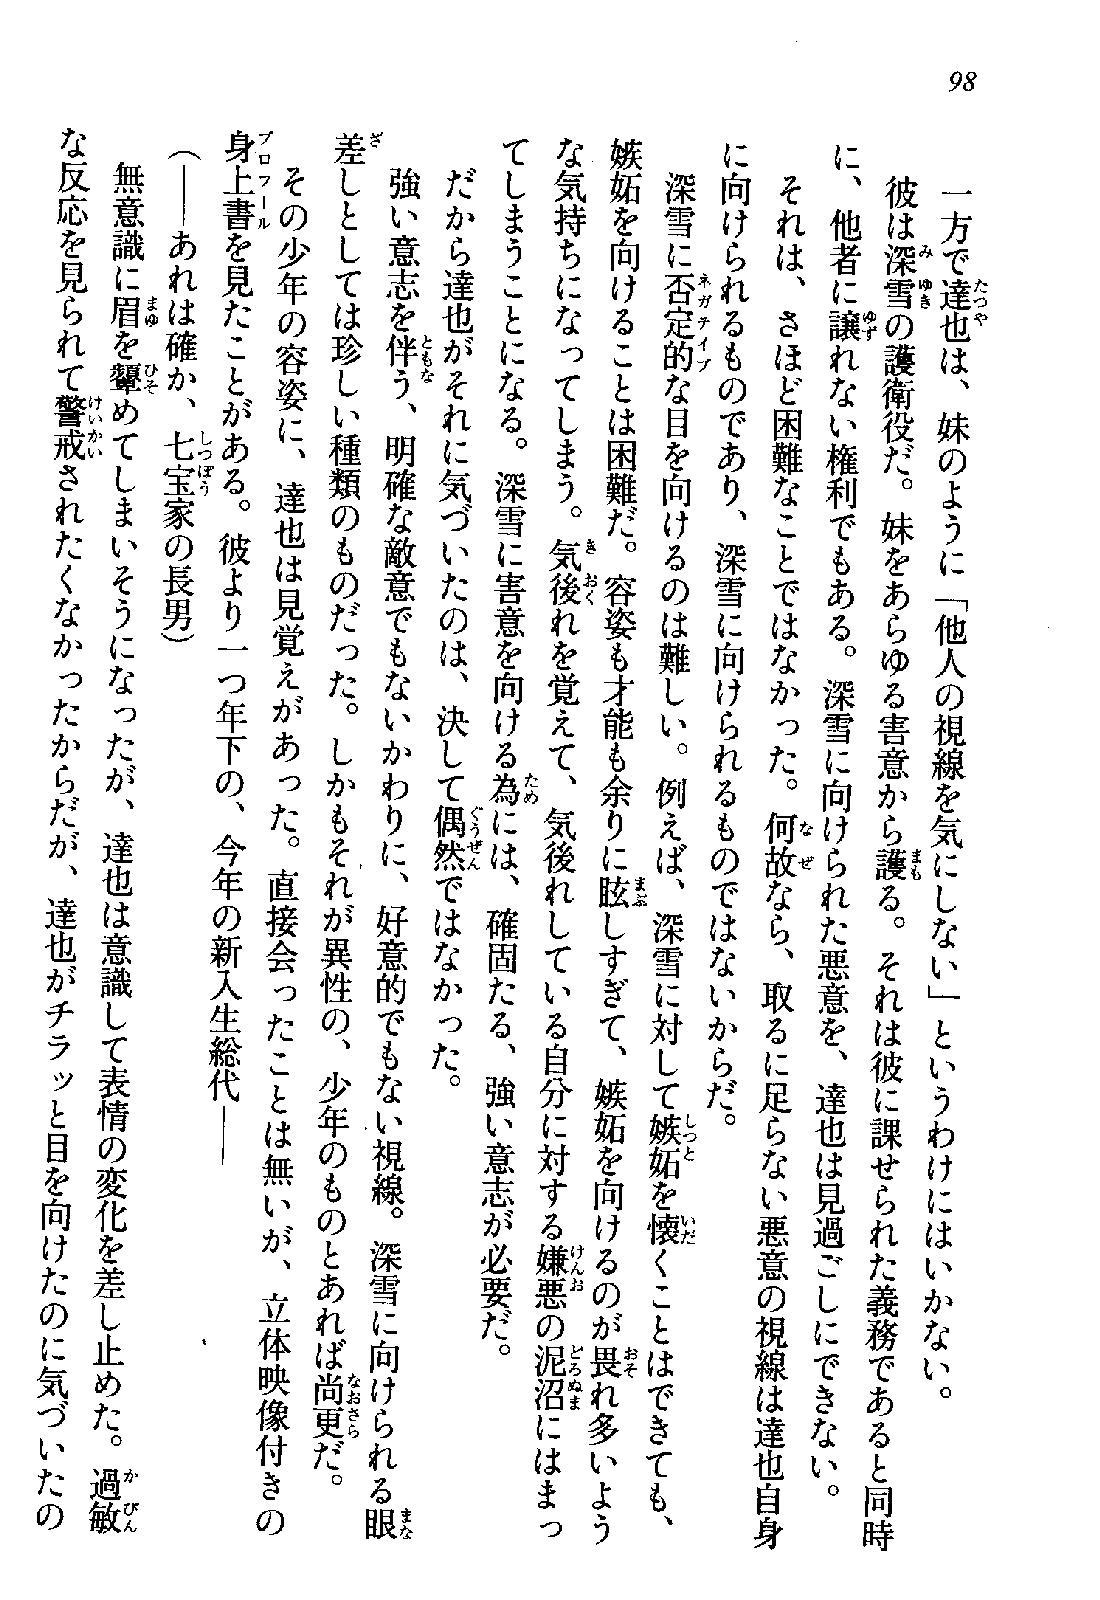 98
一方で達也は、妹のように「他人の視線を気にしない」というわけにはいかない。
彼は深雪の護衛役だ。妹をあらゆる害意から護る。それは彼に課せられた義務であると同時
に、他者に譲れない権利でもある。深雪に向けられた悪意を、達也は見過ごしにできない。
それは、さほど困難なことではなかった。何故なら、取るに足らない悪意の視線は達也自身
に向けられるものであり、深雪に向けられるものではないからだ。
深雪に否定的な目を向けるのは難しい。例えば、深雪に対して嫉妬を懐くことはできても、
嫉妬を向けることは困難だ。容姿も才能も余りに眩しすぎて、嫉妬を向けるのが畏れ多いよう
な気持ちになってしまう。気後れを覚えて、気後れしている自分に対する嫌悪の泥沼にはまっ
てしまうことになる。深雪に害意を向ける為には、確固たる、強い意志が必要だ。
だから達也がそれに気づいたのは、決して偶然ではなかった。
強い意志を伴う、明確な敵意でもないかわりに、好意的でもない視線。深雪に向けられる眼
差しとしては珍しい種類のものだった。しかもそれが異性の、少年のものとあれば尚更だ。
その少年の容姿に、達也は見覚えがあった。直接会ったことは無いが、立体映像付きの
身上書を見たことがある。彼より一つ年下の、今年の新入生総代――
（――あれは確か、七宝家の長男）
無意識に眉を顰めてしまいそうになったが、達也は意識して表情の変化を差し止めた。過敏
な反応を見られて警戒されたくなかったからだが、達也がチラッと目を向けたのに気づいたの